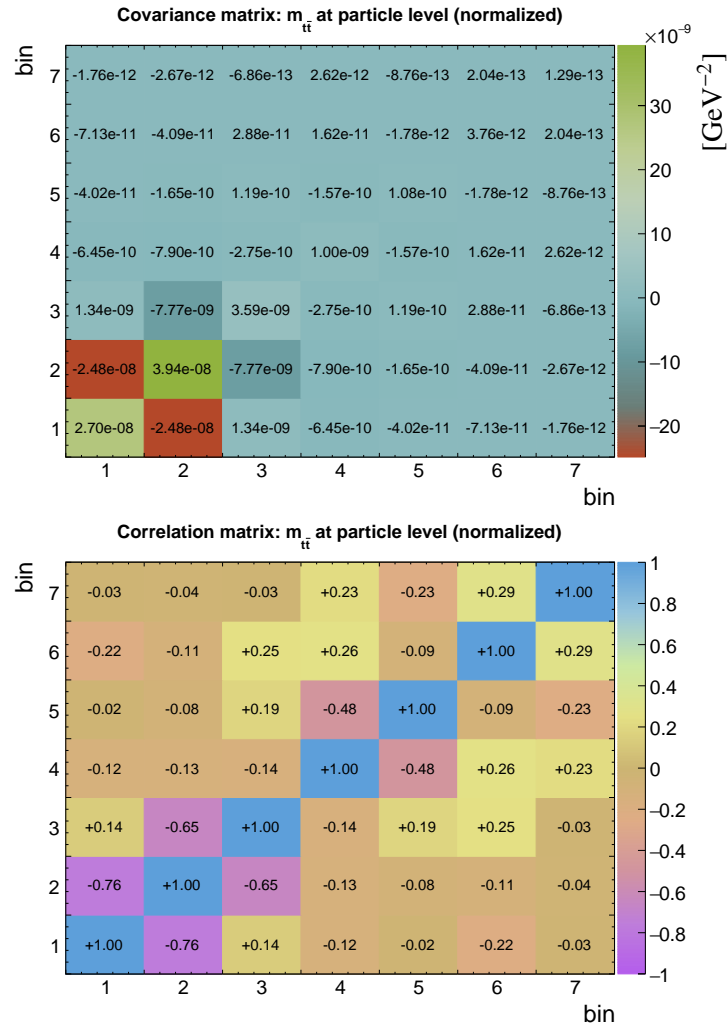 Covariance matrix: m_tt̄ at particle level (normalized)
×10⁻⁹
bin
[GeV⁻²]
7 -1.76e-12 -2.67e-12 -6.86e-13 2.62e-12 -8.76e-13 2.04e-13 1.29e-13
6 -7.13e-11 -4.09e-11 2.88e-11 1.62e-11 -1.78e-12 3.76e-12 2.04e-13
5 -4.02e-11 -1.65e-10 1.19e-10 -1.57e-10 1.08e-10 -1.78e-12 -8.76e-13
4 -6.45e-10 -7.90e-10 -2.75e-10 1.00e-09 -1.57e-10 1.62e-11 2.62e-12
3 1.34e-09 -7.77e-09 3.59e-09 -2.75e-10 1.19e-10 2.88e-11 -6.86e-13
2 -2.48e-08 3.94e-08 -7.77e-09 -7.90e-10 -1.65e-10 -4.09e-11 -2.67e-12
1 2.70e-08 -2.48e-08 1.34e-09 -6.45e-10 -4.02e-11 -7.13e-11 -1.76e-12
1 2 3 4 5 6 7
bin
30
20
10
0
−10
−20
Correlation matrix: m_tt̄ at particle level (normalized)
bin
7 -0.03 -0.04 -0.03 +0.23 -0.23 +0.29 +1.00
6 -0.22 -0.11 +0.25 +0.26 -0.09 +1.00 +0.29
5 -0.02 -0.08 +0.19 -0.48 +1.00 -0.09 -0.23
4 -0.12 -0.13 -0.14 +1.00 -0.48 +0.26 +0.23
3 +0.14 -0.65 +1.00 -0.14 +0.19 +0.25 -0.03
2 -0.76 +1.00 -0.65 -0.13 -0.08 -0.11 -0.04
1 +1.00 -0.76 +0.14 -0.12 -0.02 -0.22 -0.03
1 2 3 4 5 6 7
bin
1
0.8
0.6
0.4
0.2
0
−0.2
−0.4
−0.6
−0.8
−1